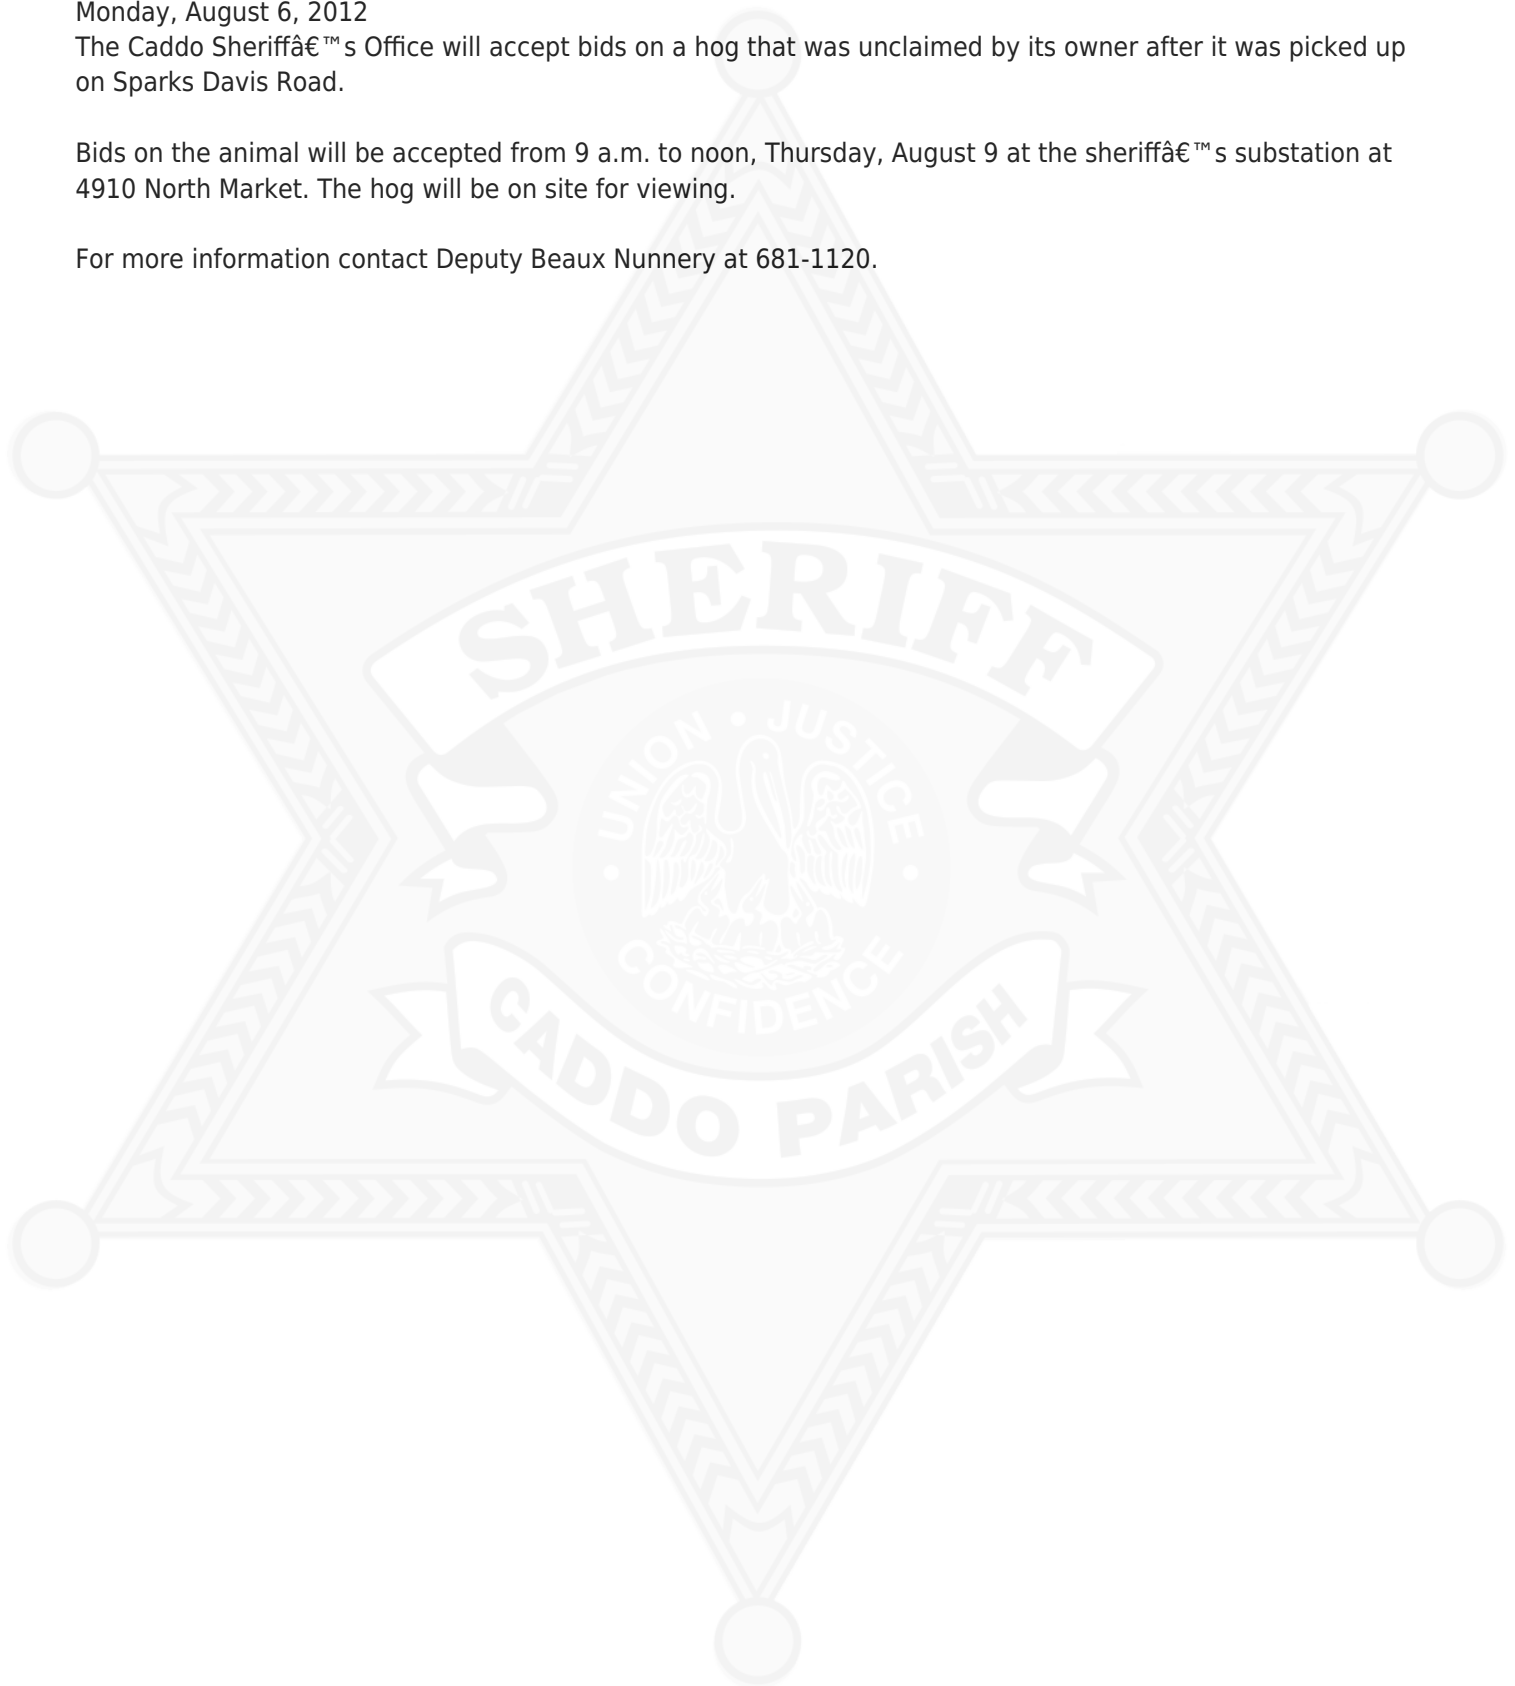 Monday, August 6, 2012
The Caddo Sheriffâ€™s Office will accept bids on a hog that was unclaimed by its owner after it was picked up
on Sparks Davis Road.
Bids on the animal will be accepted from 9 a.m. to noon, Thursday, August 9 at the sheriffâ€™s substation at
4910 North Market. The hog will be on site for viewing.
For more information contact Deputy Beaux Nunnery at 681-1120.
SHERIFF
UNION • JUSTICE
• CONFIDENCE •
CADDO PARISH